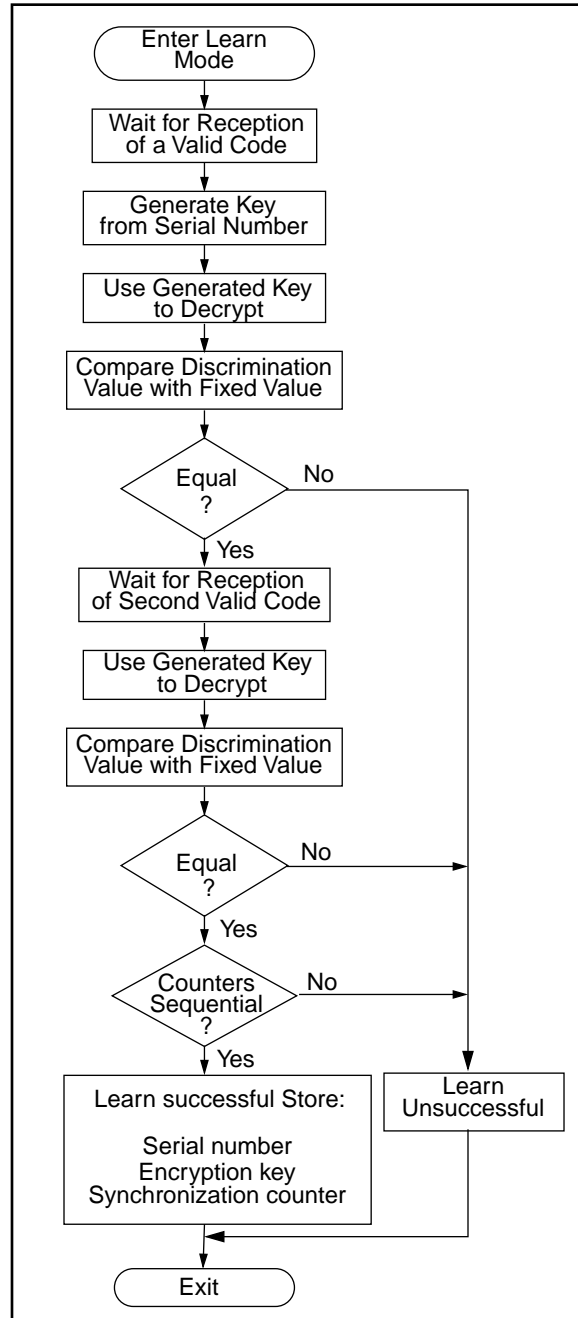 Enter Learn
Mode
Wait for Reception
of a Valid Code
Generate Key
from Serial Number
Use Generated Key
to Decrypt
Compare Discrimination
Value with Fixed Value
Equal
?
No
Yes
Wait for Reception
of Second Valid Code
Use Generated Key
to Decrypt
Compare Discrimination
Value with Fixed Value
Equal
?
No
Yes
Counters
Sequential
?
No
Yes
Learn successful Store:
Serial number
Encryption key
Synchronization counter
Learn
Unsuccessful
Exit